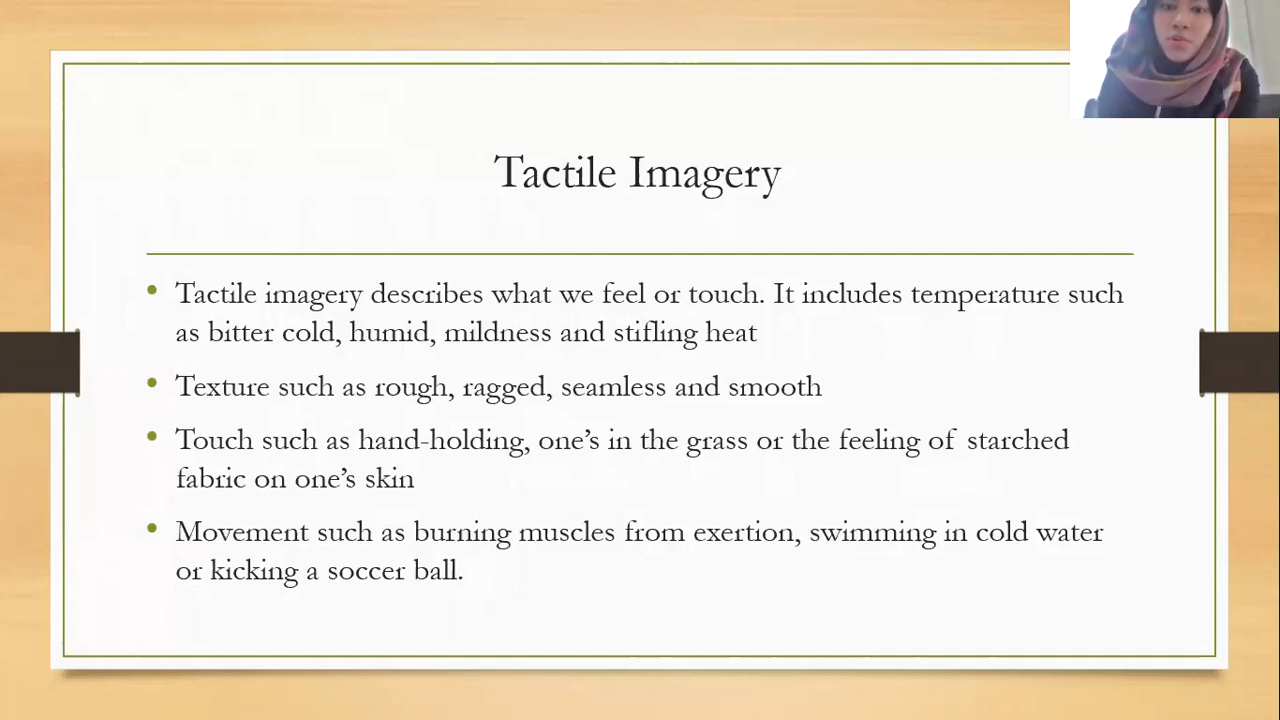 Tactile Imagery
• Tactile imagery describes what we feel or touch. It includes temperature such
as bitter cold, humid, mildness and stifling heat
• Texture such as rough, ragged, seamless and smooth
• Touch such as hand-holding, one’s in the grass or the feeling of starched
fabric on one’s skin
• Movement such as burning muscles from exertion, swimming in cold water
or kicking a soccer ball.